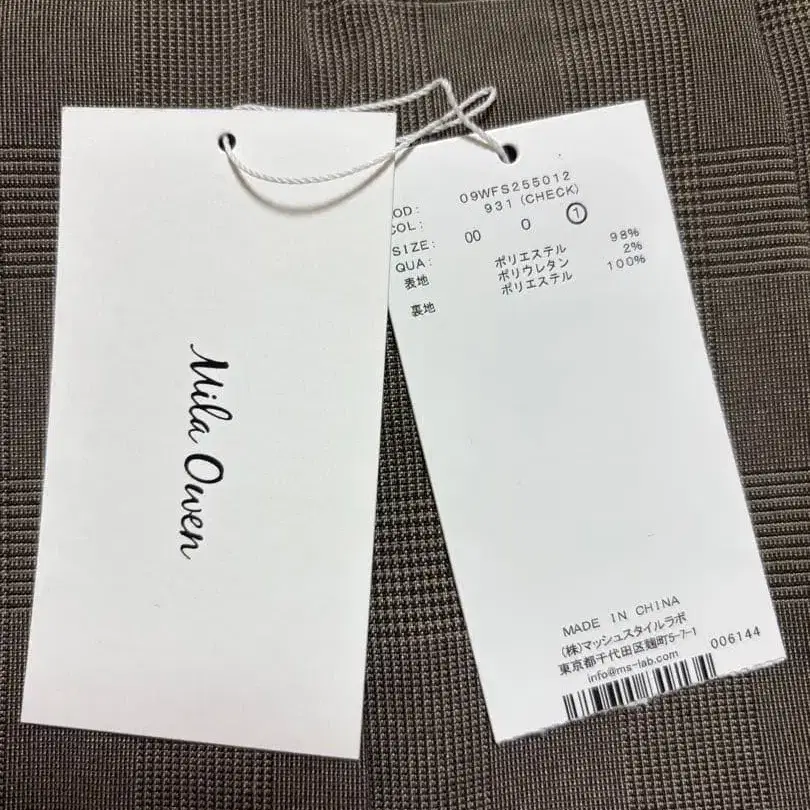 Mila Owen
OD: 09WFS255012
COL: 931 (CHECK)
SIZE: 00 0 1
QUA:
表地 ポリエステル 98%
ポリウレタン 2%
裏地 ポリエステル 100%
MADE IN CHINA
(株)マッシュスタイルラボ
東京都千代田区麹町5-7-1
info@ms-lab.com
006144